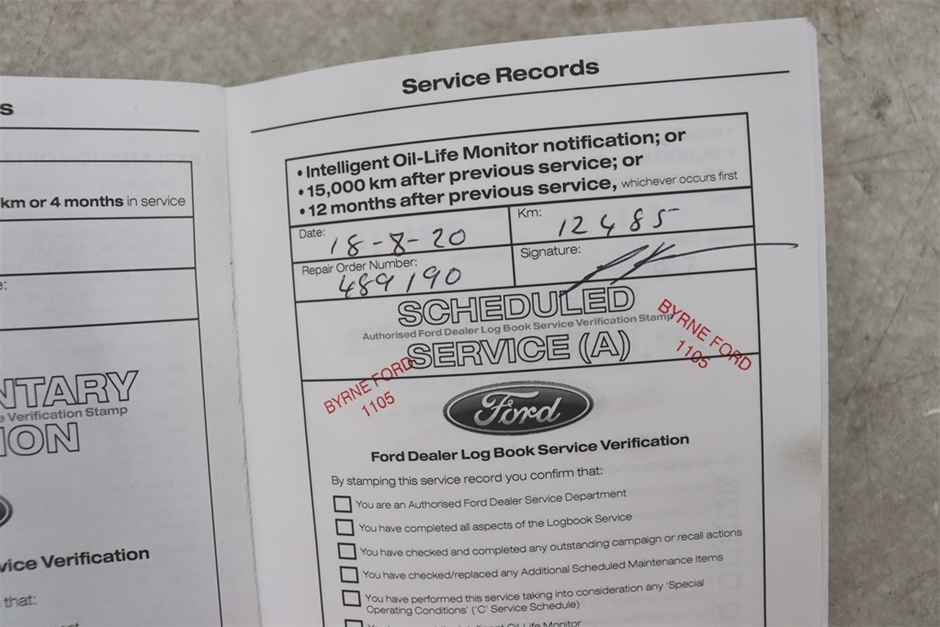 s
km or 4 months in service
e:
NTARY
e Verification Stamp
ION
vice Verification
that:
Service Records
• Intelligent Oil-Life Monitor notification; or
• 15,000 km after previous service; or
• 12 months after previous service, whichever occurs first
Date: 18-8-20
Km: 12485
Repair Order Number: 489190
Signature:
SCHEDULED
Authorised Ford Dealer Log Book Service Verification Stamp
SERVICE (A)
BYRNE FORD
1105
BYRNE FORD
1105
Ford
Ford Dealer Log Book Service Verification
By stamping this service record you confirm that:
You are an Authorised Ford Dealer Service Department
You have completed all aspects of the Logbook Service
You have checked and completed any outstanding campaign or recall actions
You have checked/replaced any Additional Scheduled Maintenance Items
You have performed this service taking into consideration any 'Special
Operating Conditions' ('C' Service Schedule)
Intelligent Oil-Life Monitor